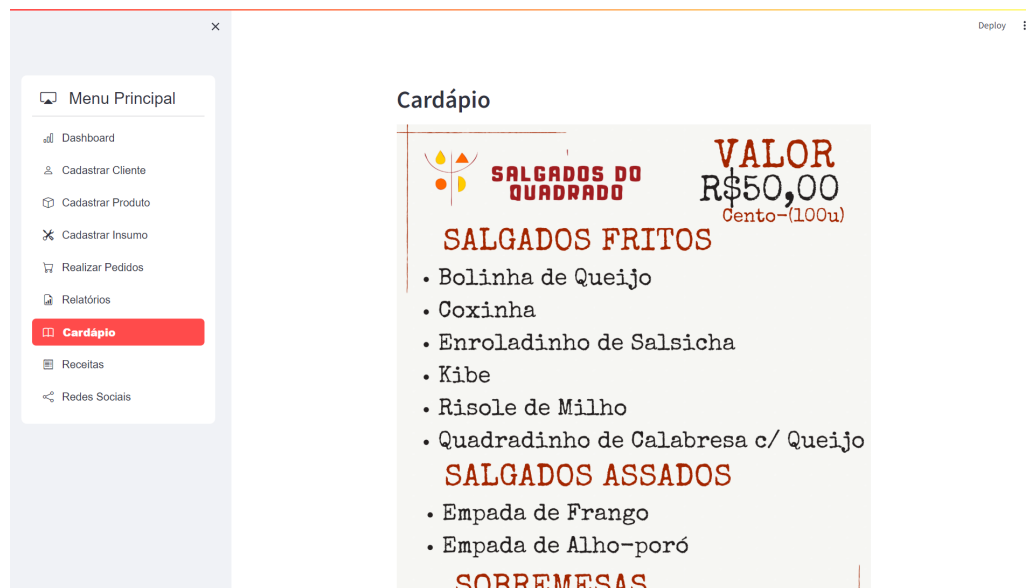 Deploy
Menu Principal
Dashboard
Cadastrar Cliente
Cadastrar Produto
Cadastrar Insumo
Realizar Pedidos
Relatórios
Cardápio
Receitas
Redes Sociais
Cardápio
SALGADOS DO
QUADRADO
VALOR
R$50,00
Cento-(100u)
SALGADOS FRITOS
• Bolinha de Queijo
• Coxinha
• Enroladinho de Salsicha
• Kibe
• Risole de Milho
• Quadradinho de Calabresa c/ Queijo
SALGADOS ASSADOS
• Empada de Frango
• Empada de Alho-poró
SOBREMESAS